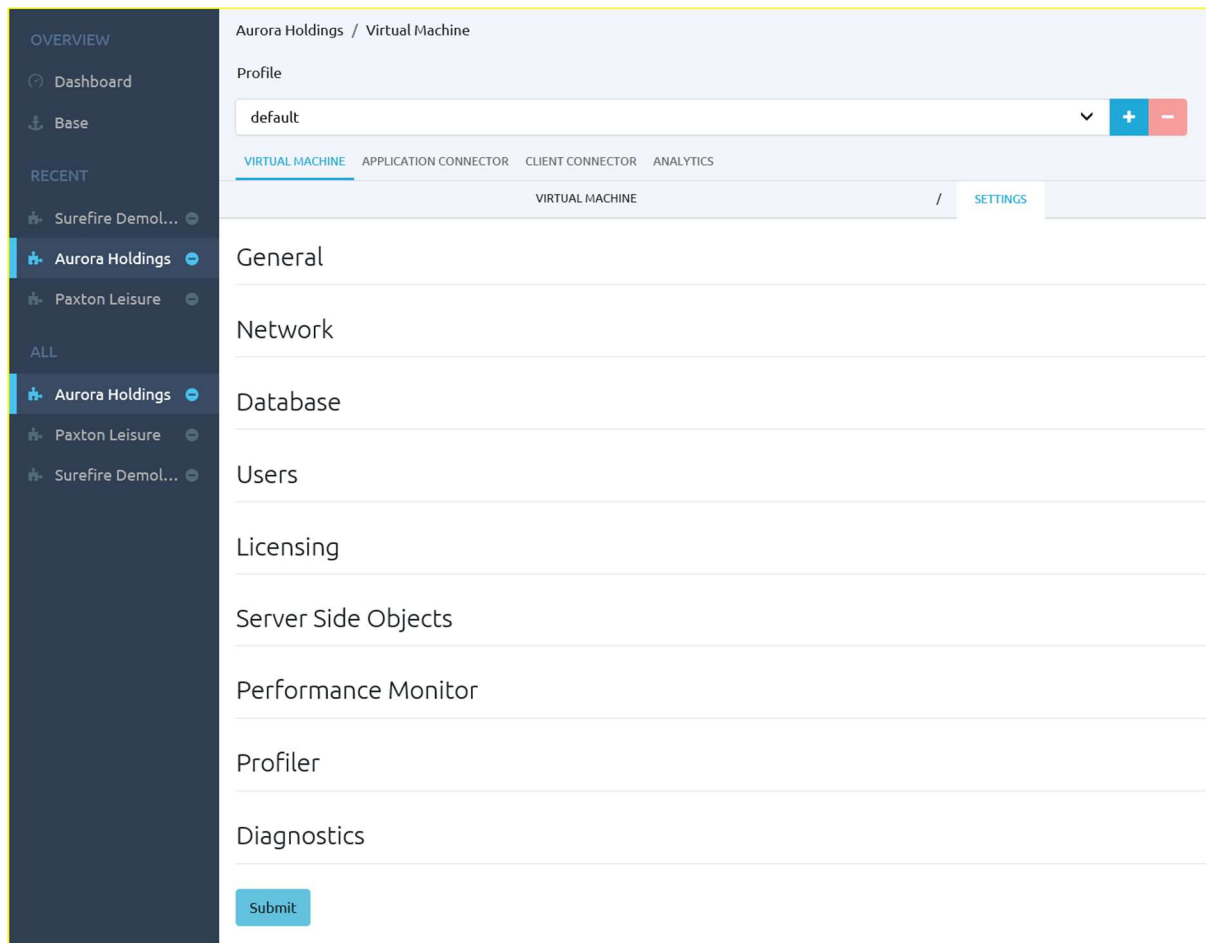 OVERVIEW
Dashboard
Base
RECENT
Surefire Demol...
Aurora Holdings
Paxton Leisure
ALL
Aurora Holdings
Paxton Leisure
Surefire Demol...
Aurora Holdings / Virtual Machine
Profile
default
VIRTUAL MACHINE APPLICATION CONNECTOR CLIENT CONNECTOR ANALYTICS
VIRTUAL MACHINE / SETTINGS
General
Network
Database
Users
Licensing
Server Side Objects
Performance Monitor
Profiler
Diagnostics
Submit